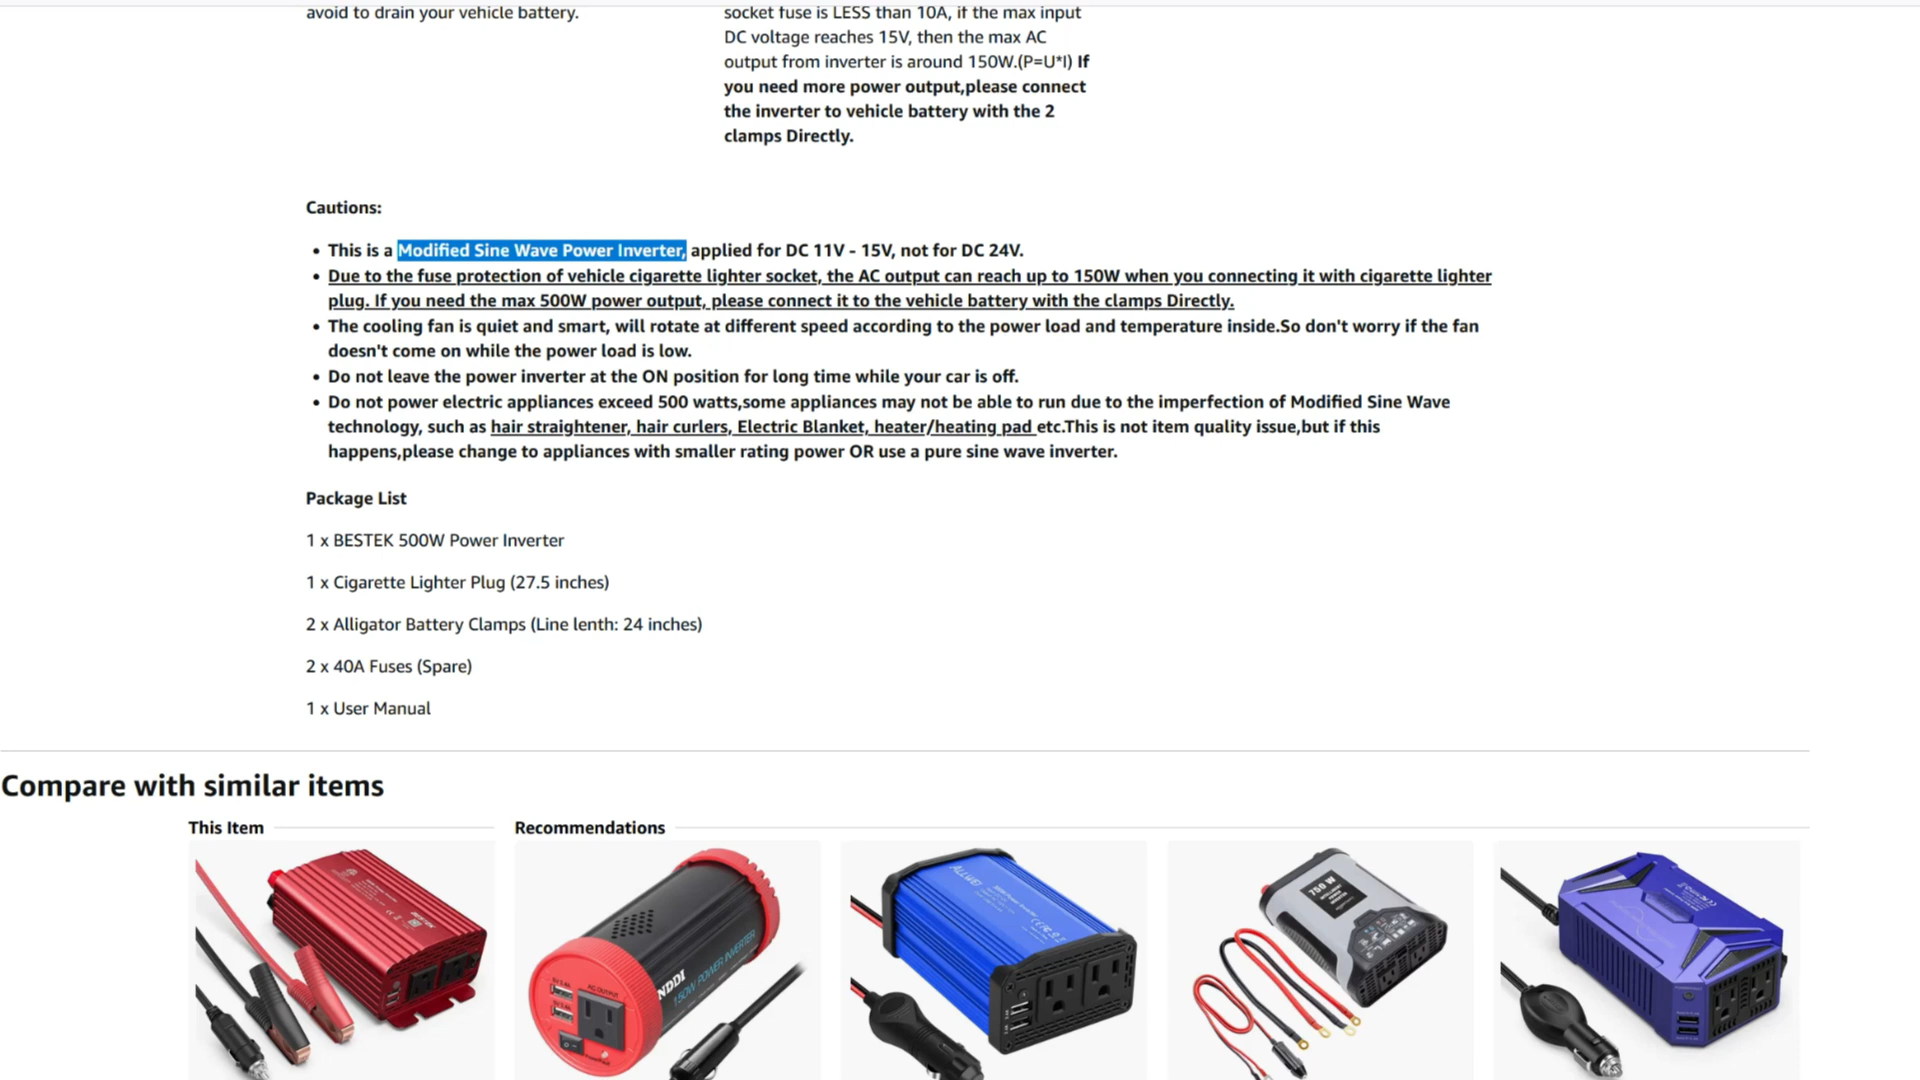 avoid to drain your vehicle battery.
socket fuse is LESS than 10A, if the max input
DC voltage reaches 15V, then the max AC
output from inverter is around 150W.(P=U*I) If
you need more power output,please connect
the inverter to vehicle battery with the 2
clamps Directly.
Cautions:
• This is a Modified Sine Wave Power Inverter, applied for DC 11V - 15V, not for DC 24V.
• Due to the fuse protection of vehicle cigarette lighter socket, the AC output can reach up to 150W when you connecting it with cigarette lighter
plug. If you need the max 500W power output, please connect it to the vehicle battery with the clamps Directly.
• The cooling fan is quiet and smart, will rotate at different speed according to the power load and temperature inside.So don't worry if the fan
doesn't come on while the power load is low.
• Do not leave the power inverter at the ON position for long time while your car is off.
• Do not power electric appliances exceed 500 watts,some appliances may not be able to run due to the imperfection of Modified Sine Wave
technology, such as hair straightener, hair curlers, Electric Blanket, heater/heating pad etc.This is not item quality issue,but if this
happens,please change to appliances with smaller rating power OR use a pure sine wave inverter.
Package List
1 x BESTEK 500W Power Inverter
1 x Cigarette Lighter Plug (27.5 inches)
2 x Alligator Battery Clamps (Line lenth: 24 inches)
2 x 40A Fuses (Spare)
1 x User Manual
Compare with similar items
This Item
Recommendations
NDDI
150W POWER INVERTER
AC OUTPUT
750 W